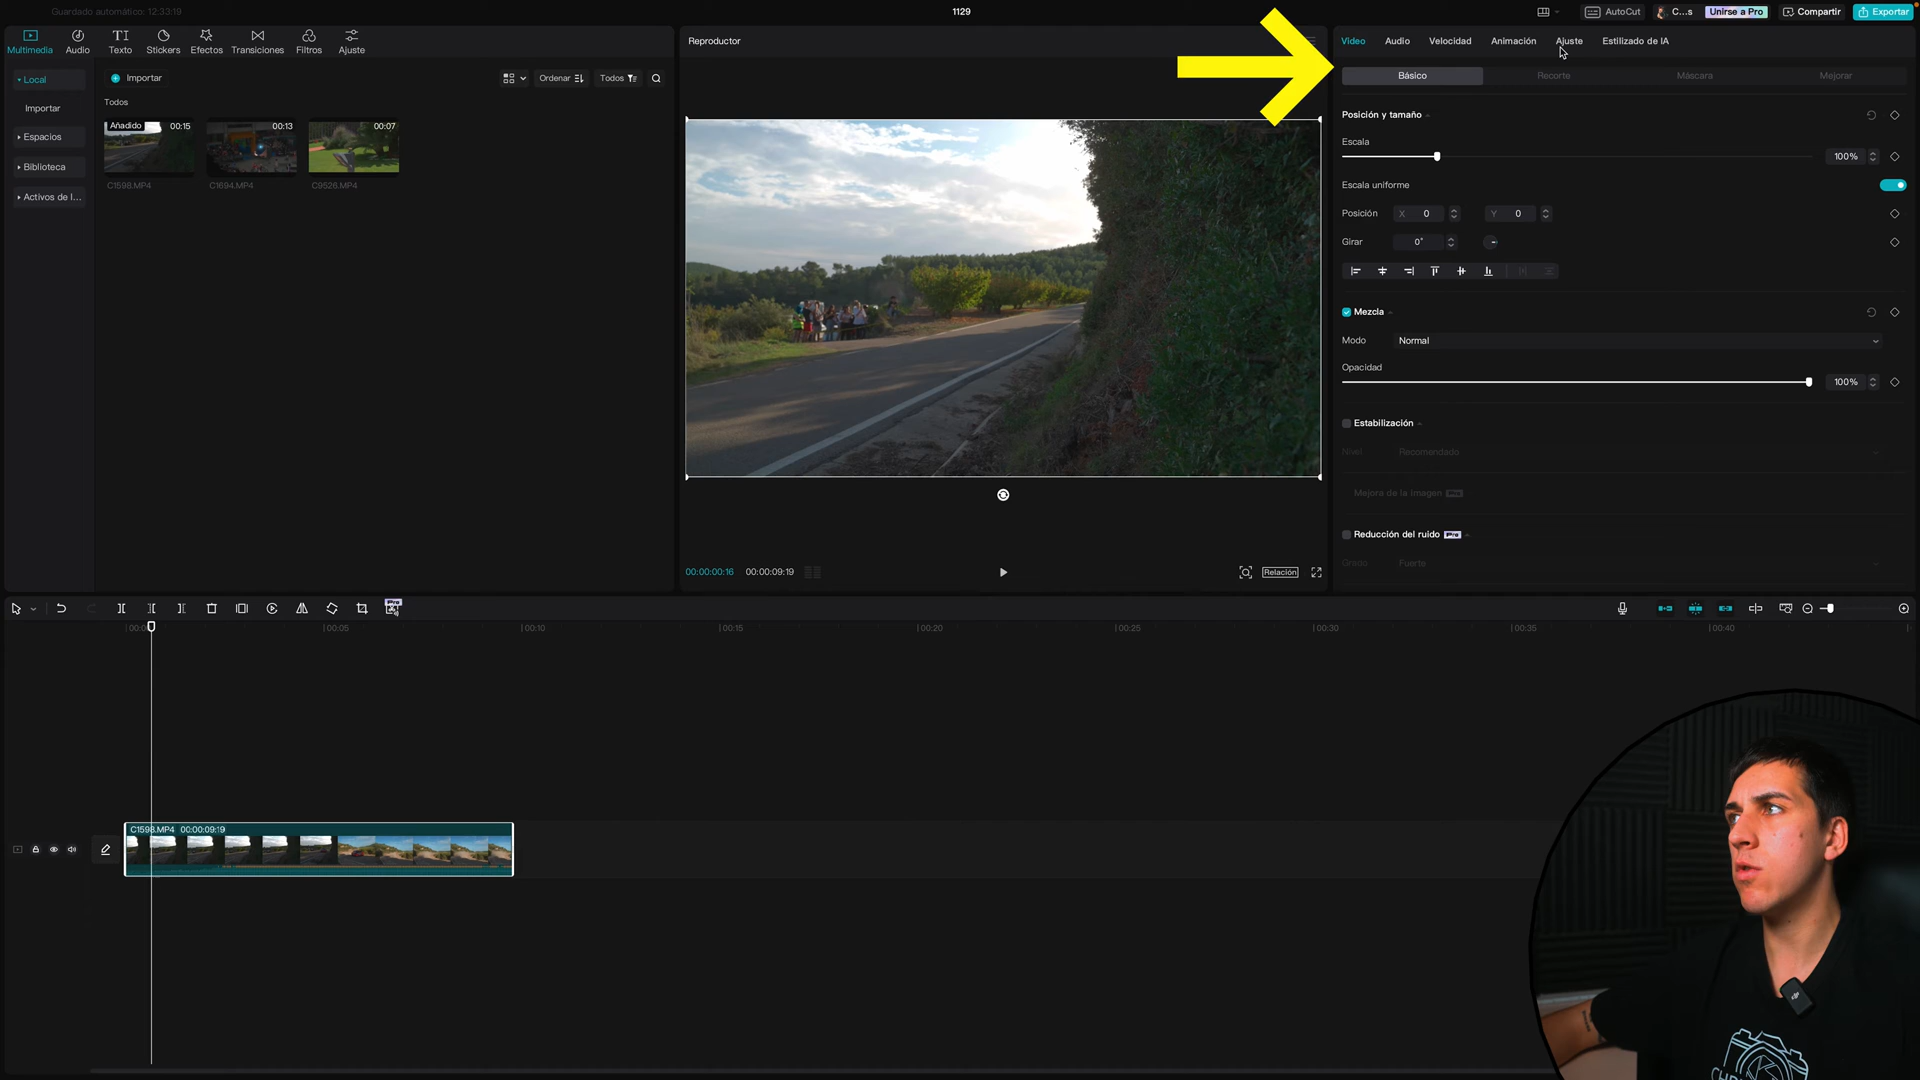 Guardado automático: 12:33:19
1129
AutoCut
C...s
Unirse a Pro
Compartir
Exportar
Multimedia
Audio
Texto
Stickers
Efectos
Transiciones
Filtros
Ajuste
Local
Importar
Espacios
Biblioteca
Activos de l...
Importar
Ordenar
Todos
Todos
Añadido
00:15
00:13
00:07
C1598.MP4
C1694.MP4
C9526.MP4
Reproductor
00:00:00:16
00:00:09:19
Relación
Video
Audio
Velocidad
Animación
Ajuste
Estilizado de IA
Básico
Recorte
Máscara
Mejorar
Posición y tamaño
Escala
100%
Escala uniforme
Posición
X
0
Y
0
Girar
0°
Mezcla
Modo
Normal
Opacidad
100%
Estabilización
Nivel
Recomendado
Mejora de la imagen
Pro
Reducción del ruido
Pro
Grado
Fuerte
Pro
00:05
00:10
00:15
00:20
00:25
00:30
00:35
00:40
C1598.MP4 00:00:09:19